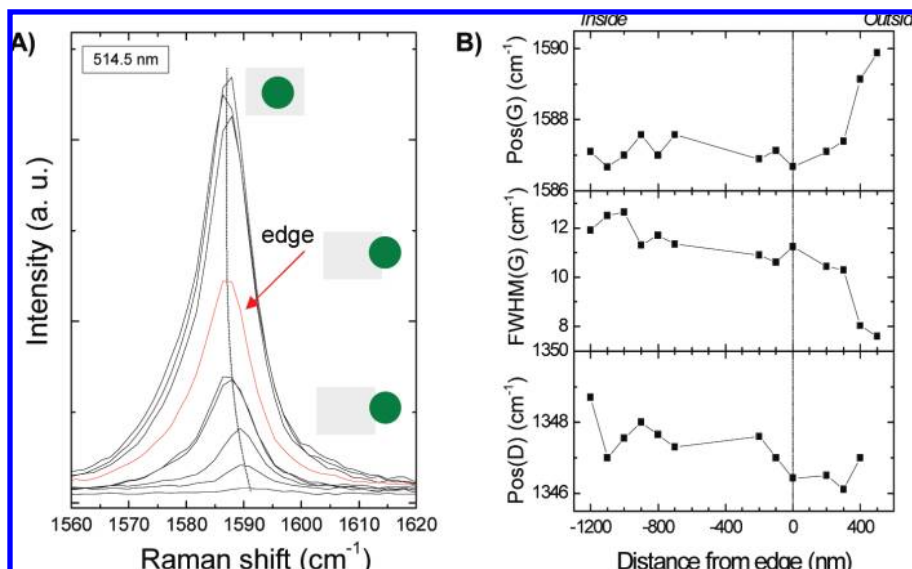 A)
514.5 nm
edge
Intensity (a. u.)
1560 1570 1580 1590 1600 1610 1620
Raman shift (cm-1)
B)
Inside
Outsid
1590
1588
1586
Pos(G) (cm-1)
12
10
8
FWHM(G) (cm-1)
1350
1348
1346
Pos(D) (cm-1)
-1200 -800 -400 0 400
Distance from edge (nm)